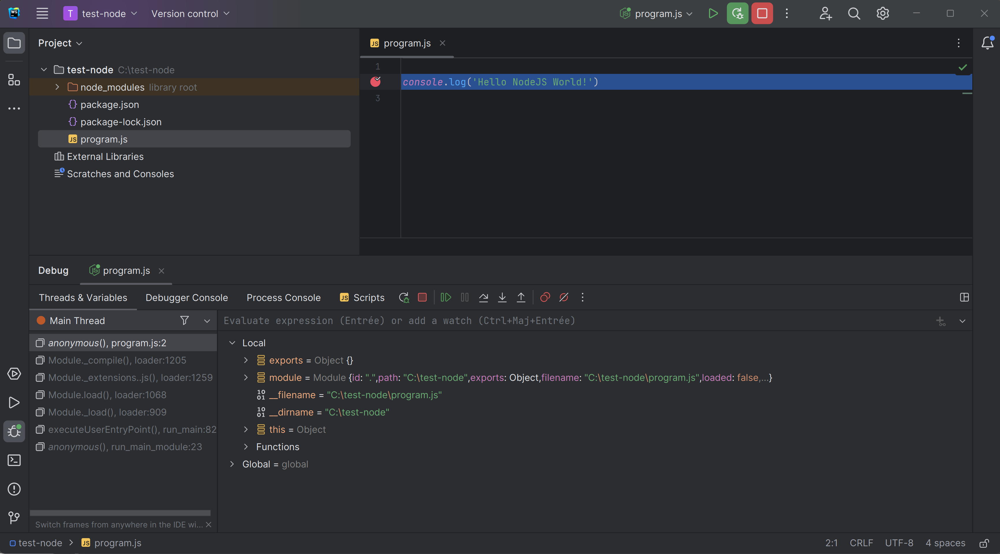 WS T test-node Version control program.js
Project
test-node C:\test-node
node_modules library root
package.json
package-lock.json
JS program.js
External Libraries
Scratches and Consoles
JS program.js
1
console.log('Hello NodeJS World!')
3
Debug JS program.js
Threads & Variables Debugger Console Process Console JS Scripts
Main Thread
anonymous(), program.js:2
Module._compile(), loader:1205
Module._extensions..js(), loader:1259
Module.load(), loader:1068
Module._load(), loader:909
executeUserEntryPoint(), run_main:82
anonymous(), run_main_module:23
Switch frames from anywhere in the IDE wi...
Evaluate expression (Entrée) or add a watch (Ctrl+Maj+Entrée)
Local
exports = Object {}
module = Module {id: ".",path: "C:\test-node",exports: Object,filename: "C:\test-node\program.js",loaded: false,...}
__filename = "C:\test-node\program.js"
__dirname = "C:\test-node"
this = Object
Functions
Global = global
test-node > JS program.js 2:1 CRLF UTF-8 4 spaces